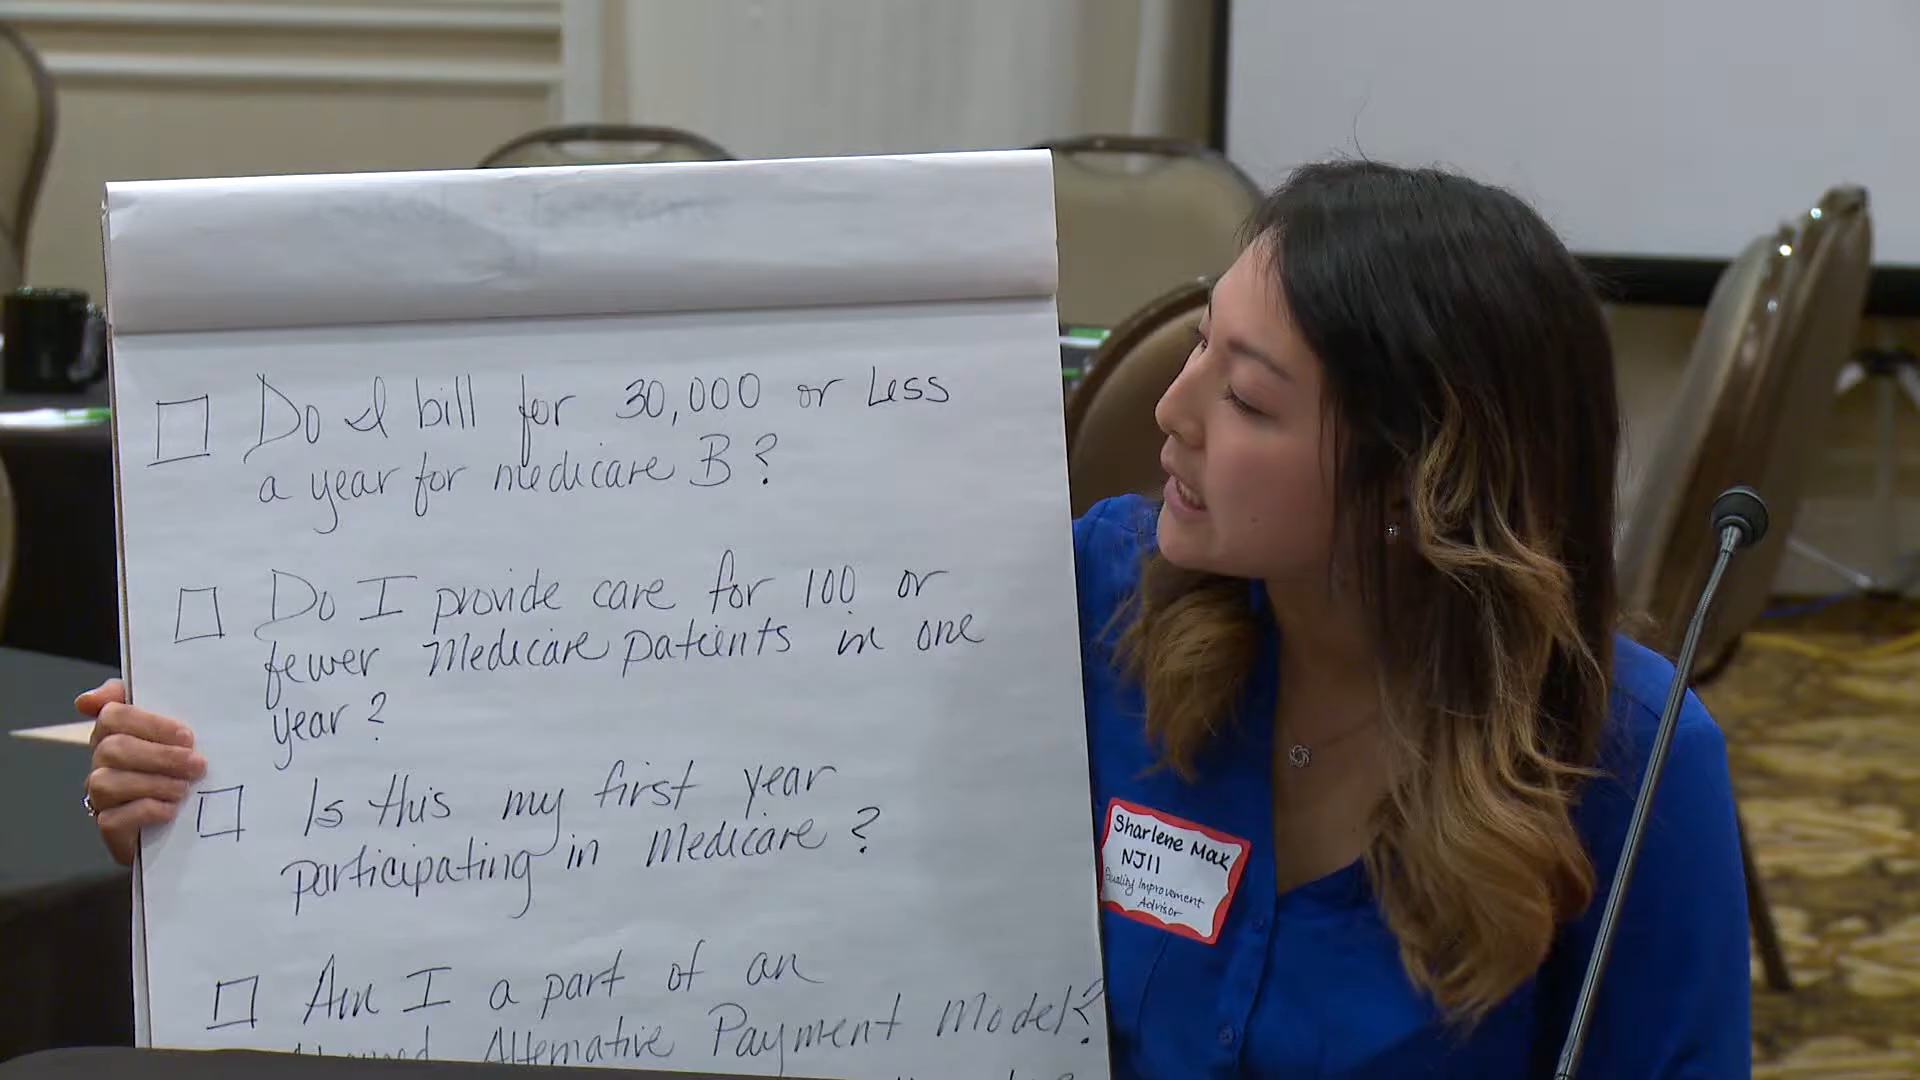 Do I bill for 30,000 or Less
a year for medicare B?
Do I provide care for 100 or
fewer Medicare patients in one
year?
Is this my first year
participating in Medicare?
Am I a part of an
Alternative Payment Model?
Sharlene Mak
NJII
Quality Improvement
Advisor